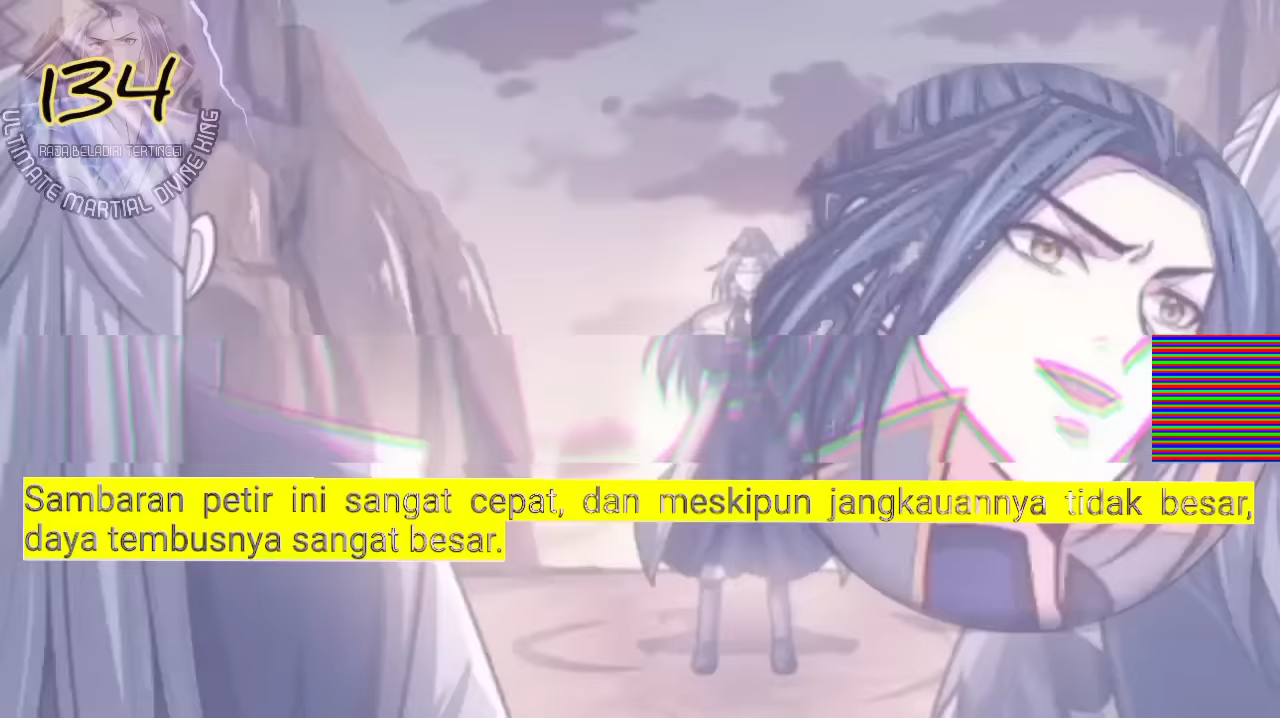 134
RAJA BELADIRI TERTINGGI
ULTIMATE MARTIAL DIVINE KING
Sambaran petir ini sangat cepat, dan meskipun jangkauannya tidak besar,
daya tembusnya sangat besar.